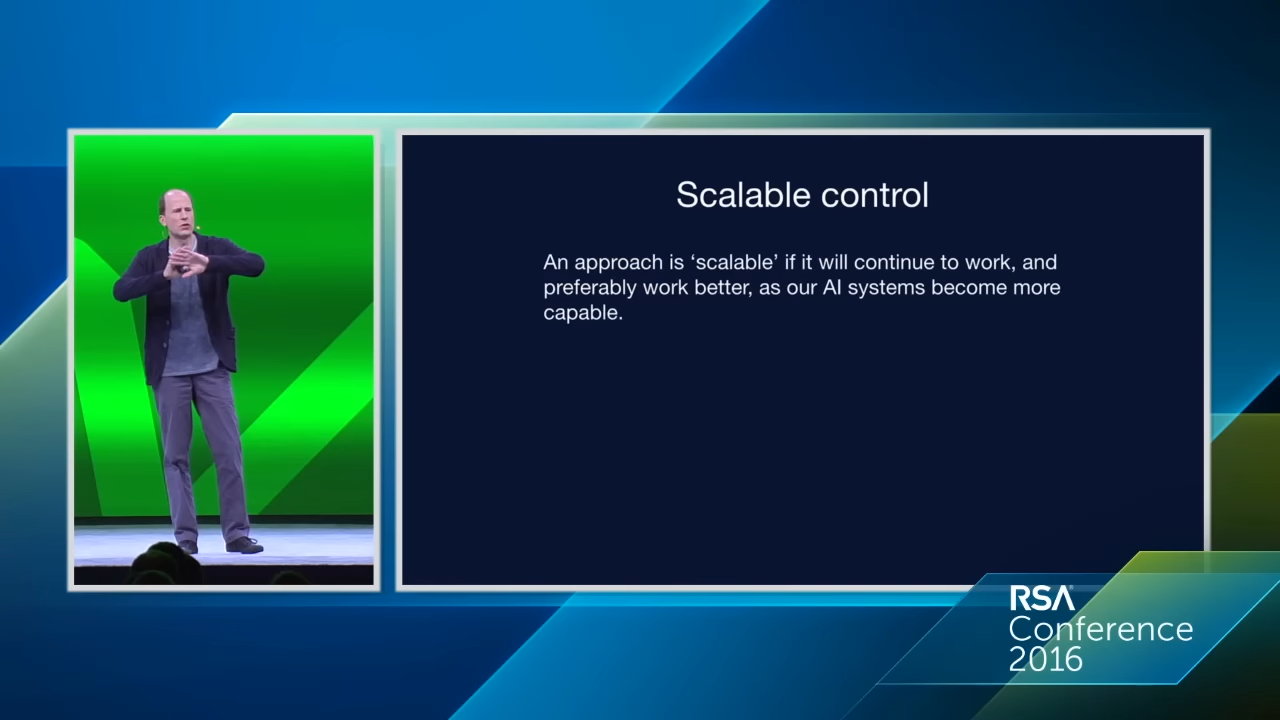 Scalable control
An approach is ‘scalable’ if it will continue to work, and
preferably work better, as our AI systems become more
capable.
RSA
Conference
2016